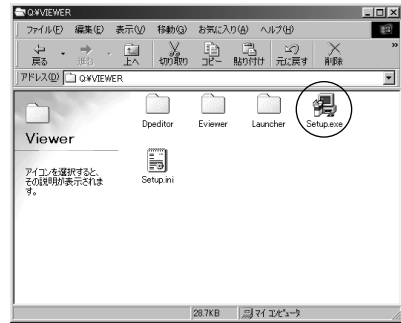 Q:¥VIEWER
ファイル(F) 編集(E) 表示(V) 移動(G) お気に入り(A) ヘルプ(H)
戻る 進む 上へ 切り取り コピー 貼り付け 元に戻す 削除 »
アドレス(D) Q:¥VIEWER
Dpeditor Eviewer Launcher Setup.exe
Viewer
Setup.ini
アイコンを選択すると、
その説明が表示されま
す。
28.7KB マイ コンピュータ